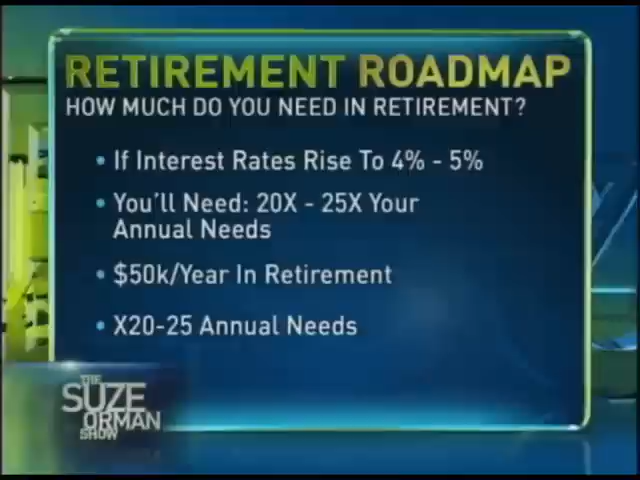 RETIREMENT ROADMAP
HOW MUCH DO YOU NEED IN RETIREMENT?
• If Interest Rates Rise To 4% - 5%
• You'll Need: 20X - 25X Your
Annual Needs
• $50k/Year In Retirement
• X20-25 Annual Needs
THE
SUZE
ORMAN
SHOW